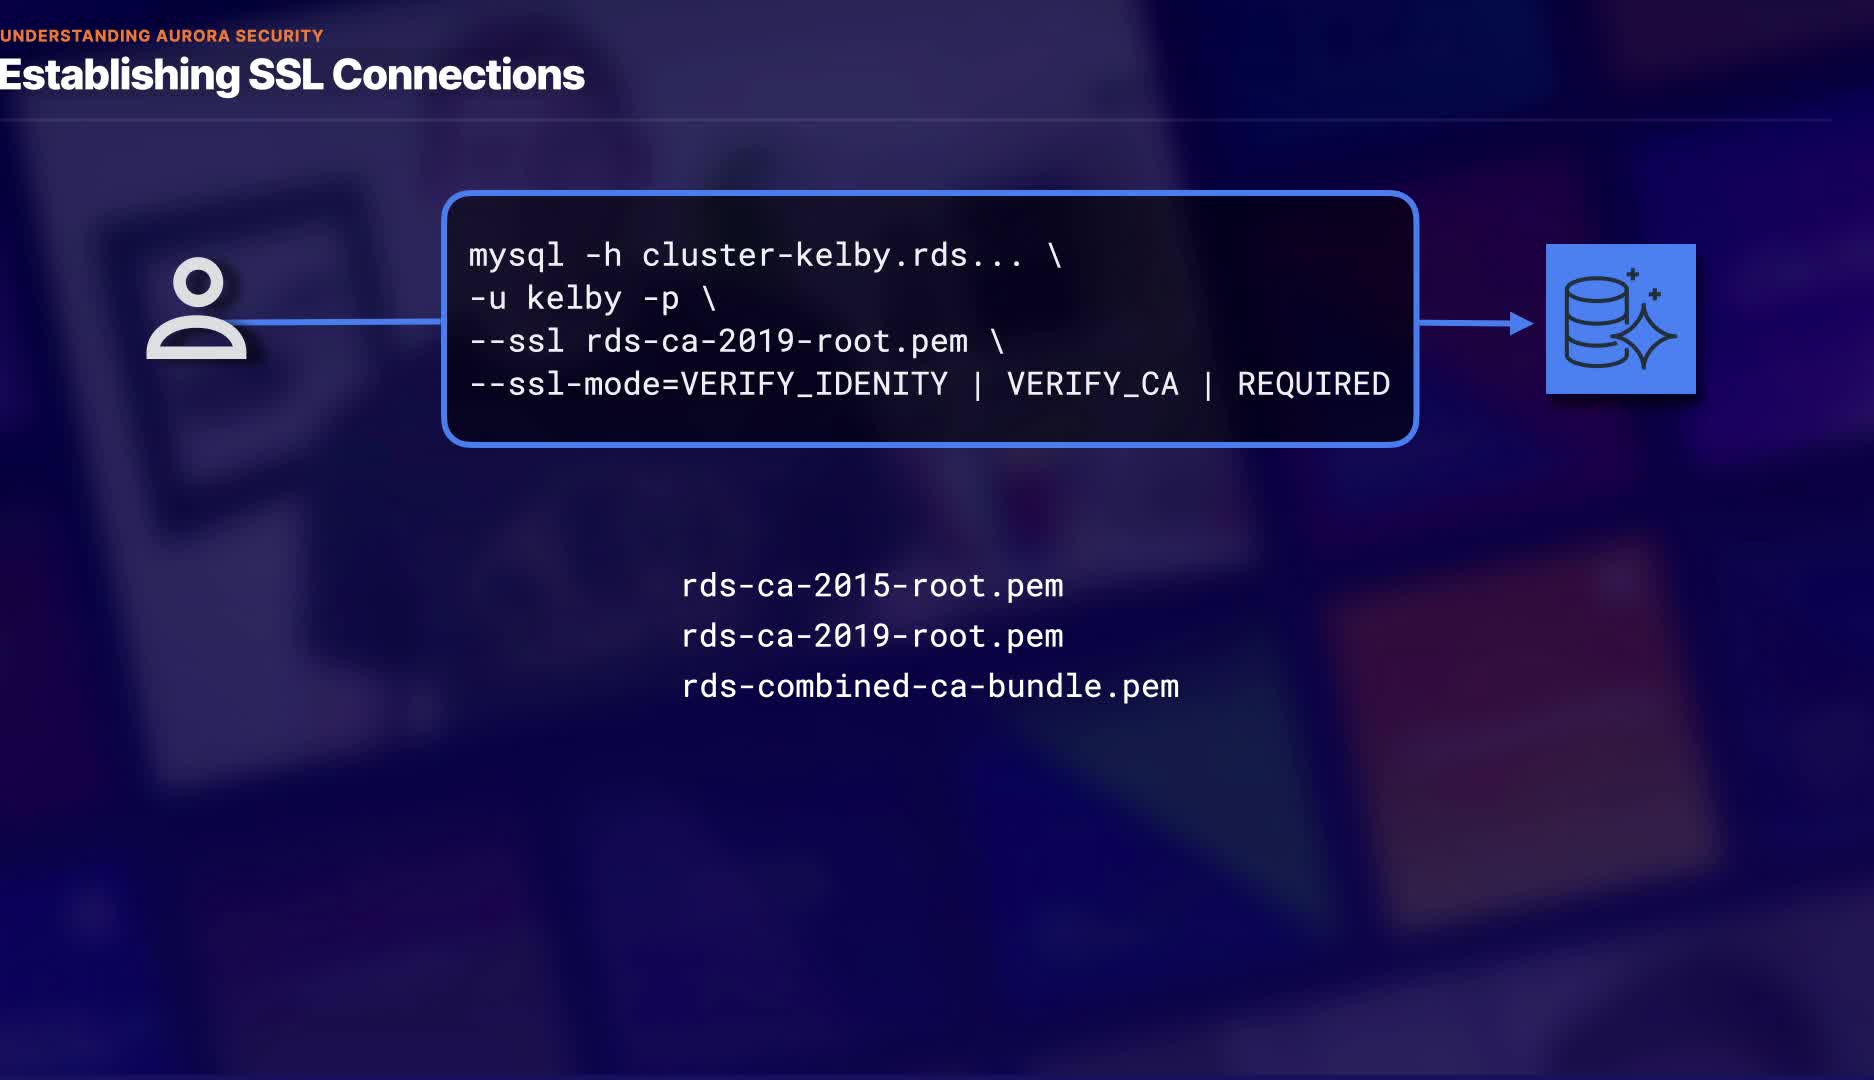 UNDERSTANDING AURORA SECURITY
Establishing SSL Connections
mysql -h cluster-kelby.rds... \
-u kelby -p \
--ssl rds-ca-2019-root.pem \
--ssl-mode=VERIFY_IDENITY | VERIFY_CA | REQUIRED
rds-ca-2015-root.pem
rds-ca-2019-root.pem
rds-combined-ca-bundle.pem